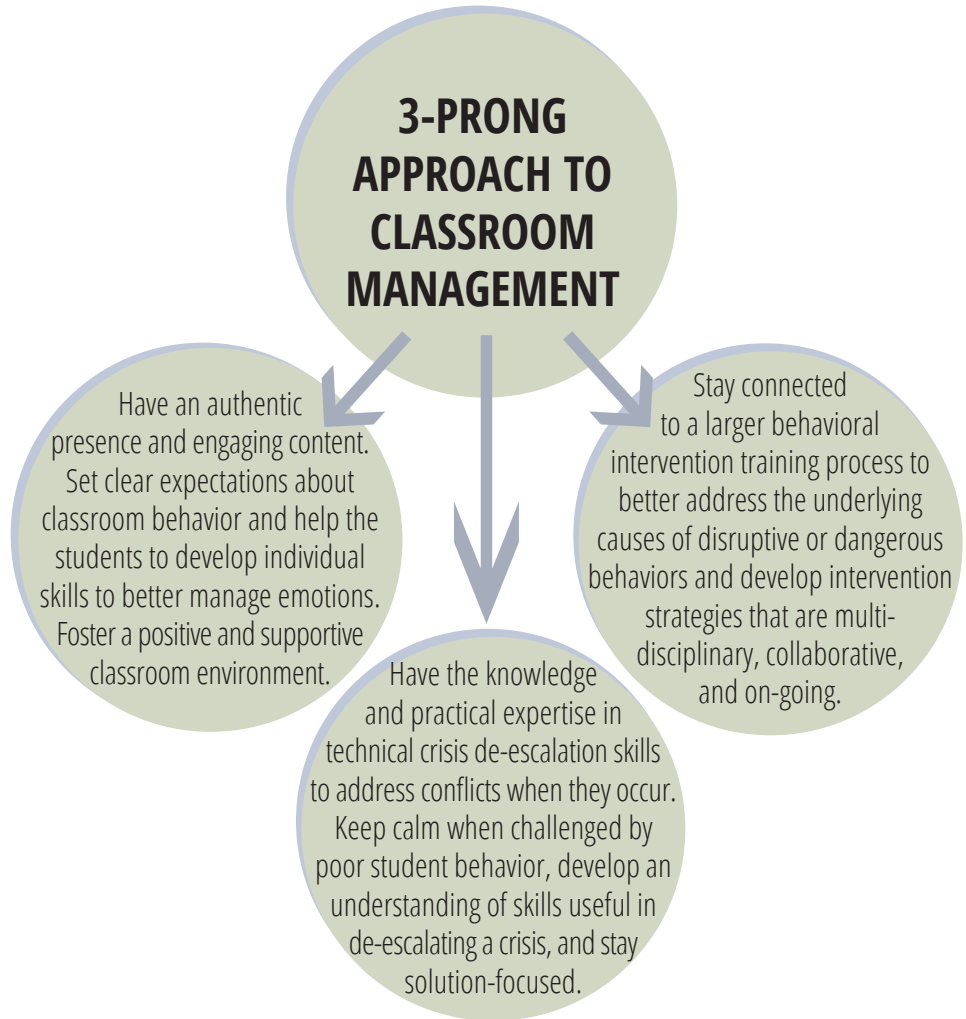 3-PRONG
APPROACH TO
CLASSROOM
MANAGEMENT
Have an authentic
presence and engaging content.
Set clear expectations about
classroom behavior and help the
students to develop individual
skills to better manage emotions.
Foster a positive and supportive
classroom environment.
Have the knowledge
and practical expertise in
technical crisis de-escalation skills
to address conflicts when they occur.
Keep calm when challenged by
poor student behavior, develop an
understanding of skills useful in
de-escalating a crisis, and stay
solution-focused.
Stay connected
to a larger behavioral
intervention training process to
better address the underlying
causes of disruptive or dangerous
behaviors and develop intervention
strategies that are multi-
disciplinary, collaborative,
and on-going.